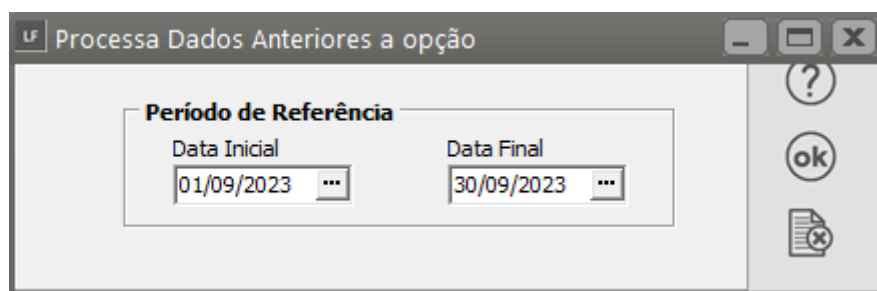 LF Processa Dados Anteriores a opção
Período de Referência
Data Inicial Data Final
01/09/2023 ... 30/09/2023 ...
?
ok